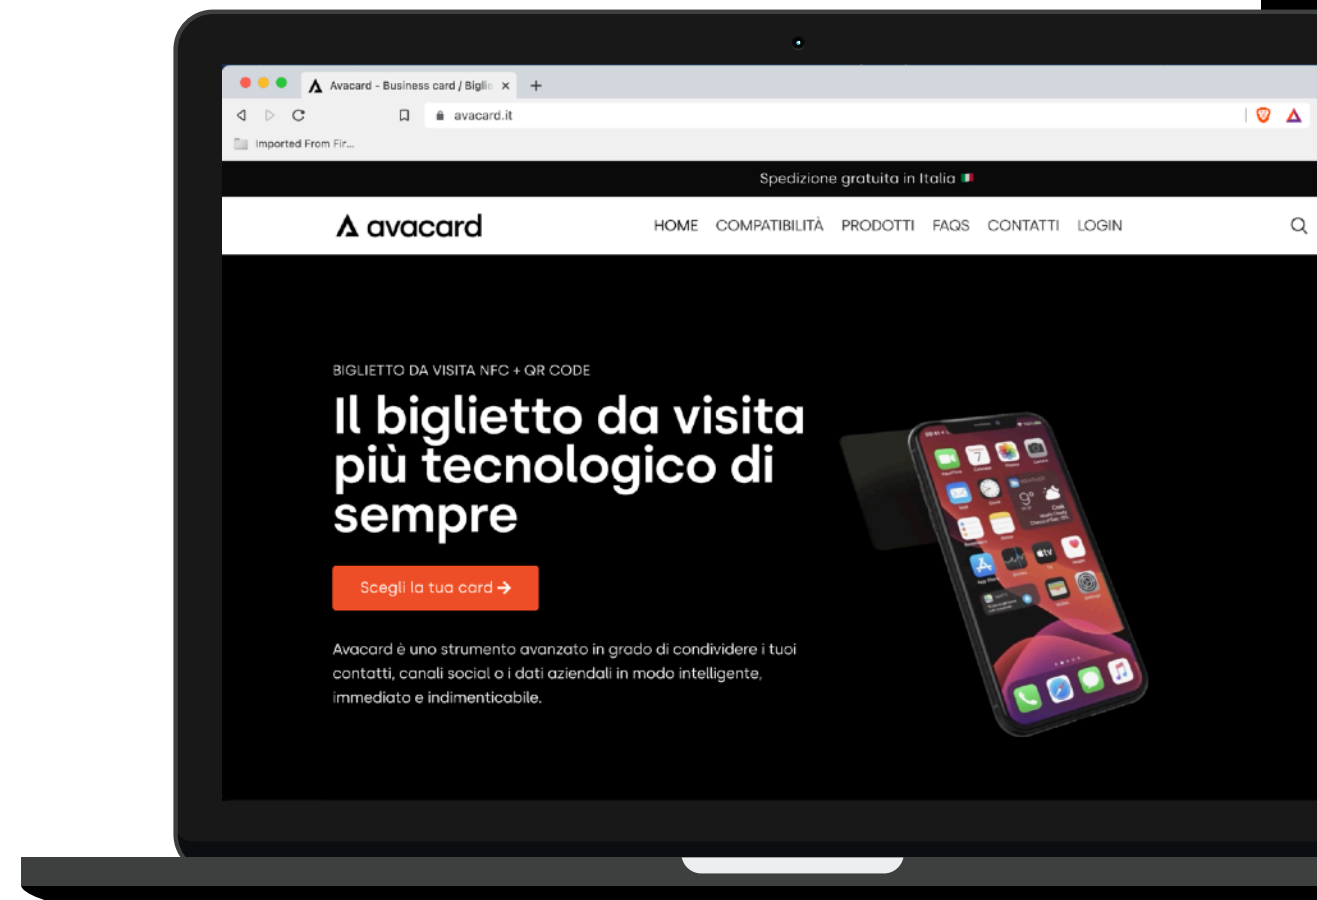 Avacard - Business card / Biglie
avacard.it
Imported From Fir...
Spedizione gratuita in Italia
avacard
HOME COMPATIBILITÀ PRODOTTI FAQS CONTATTI LOGIN
BIGLIETTO DA VISITA NFC + QR CODE
Il biglietto da visita
più tecnologico di
sempre
Scegli la tua card →
Avacard è uno strumento avanzato in grado di condividere i tuoi
contatti, canali social o i dati aziendali in modo intelligente,
immediato e indimenticabile.